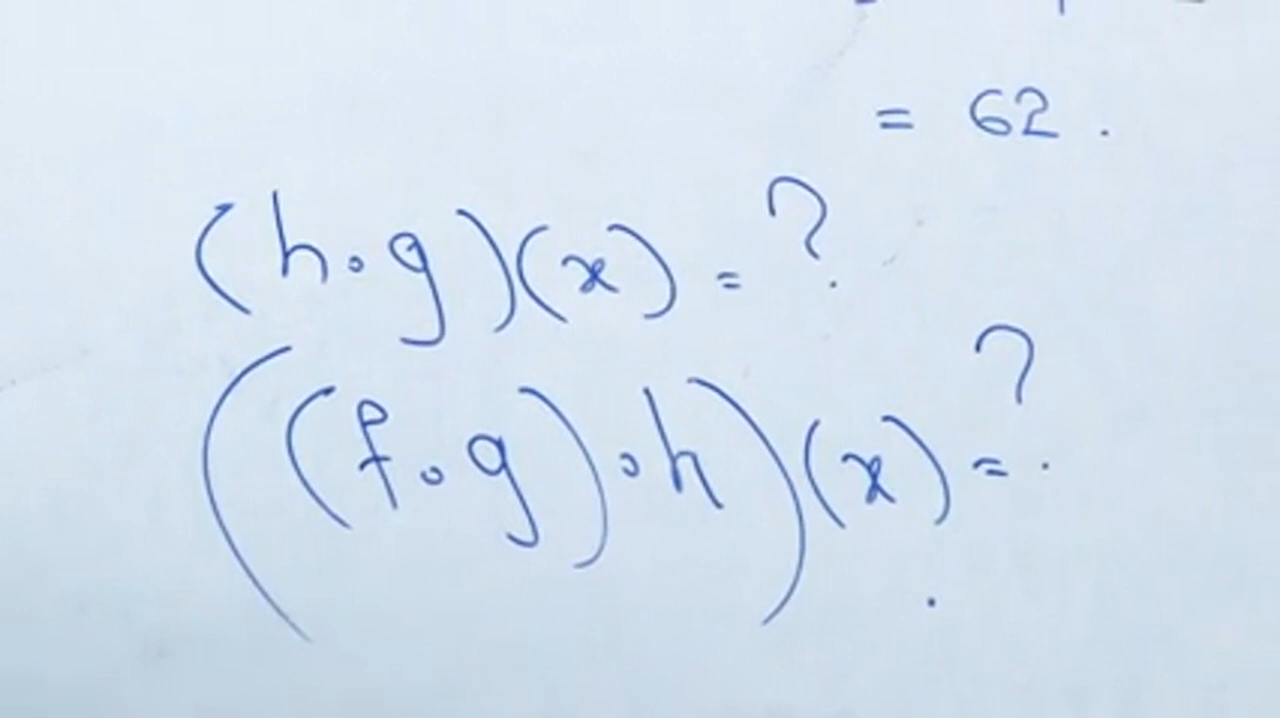 = 62.
(h∘g)(x) = ?
((f∘g)∘h)(x) = ?